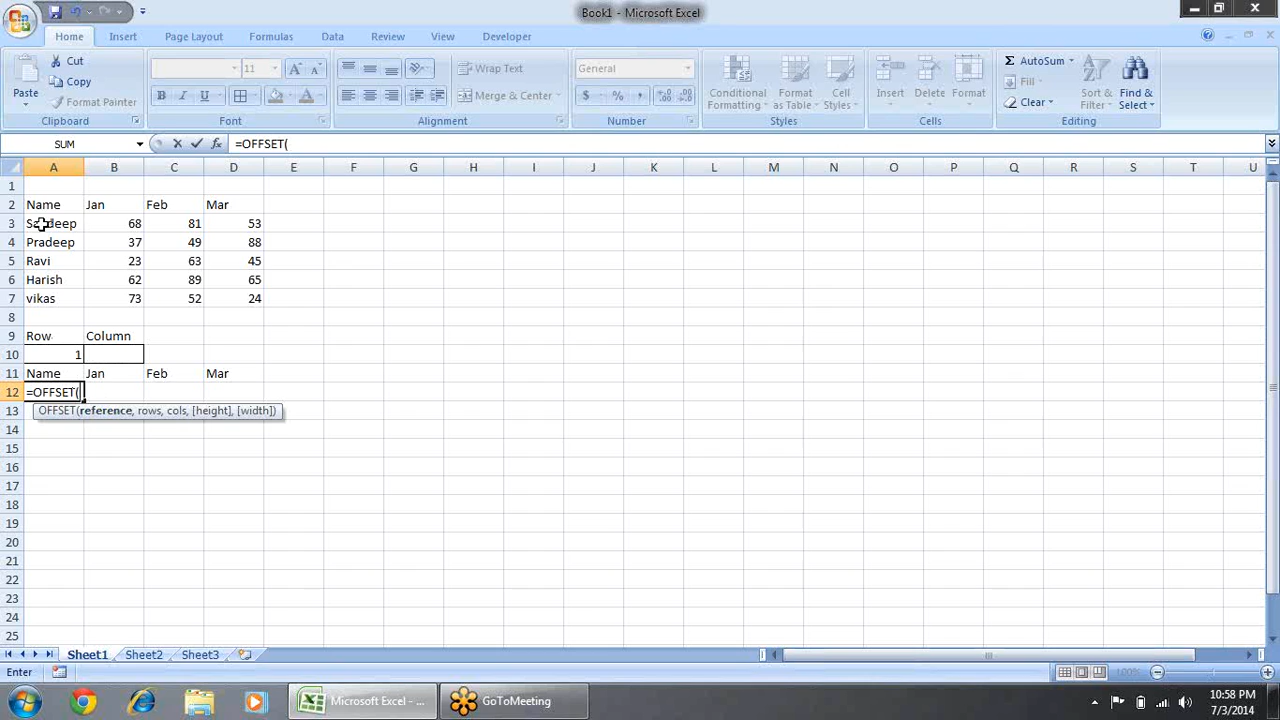 Book1 - Microsoft Excel
Home Insert Formulas Page Layout Data Review View Developer
Paste Cut Copy Format Painter Clipboard
11 Font
Wrap Text Merge & Center Alignment
General $ % , Number
Conditional Formatting Format as Table Cell Styles Styles
Insert Delete Format Cells
Σ AutoSum Fill Clear Sort & Filter Find & Select Editing
SUM fx =OFFSET(
A B C D E F G H I J K L M N O P Q R S T U
1
2 Name Jan Feb Mar
3 Sandeep 68 81 53
4 Pradeep 37 49 88
5 Ravi 23 63 45
6 Harish 62 89 65
7 vikas 73 52 24
8
9 Row Column
10 1
11 Name Jan Feb Mar
12 =OFFSET(
13 OFFSET(reference, rows, cols, [height], [width])
14
15
16
17
18
19
20
21
22
23
24
25
Sheet1 Sheet2 Sheet3
Enter 100%
Microsoft Excel - ... GoToMeeting 10:58 PM
7/3/2014